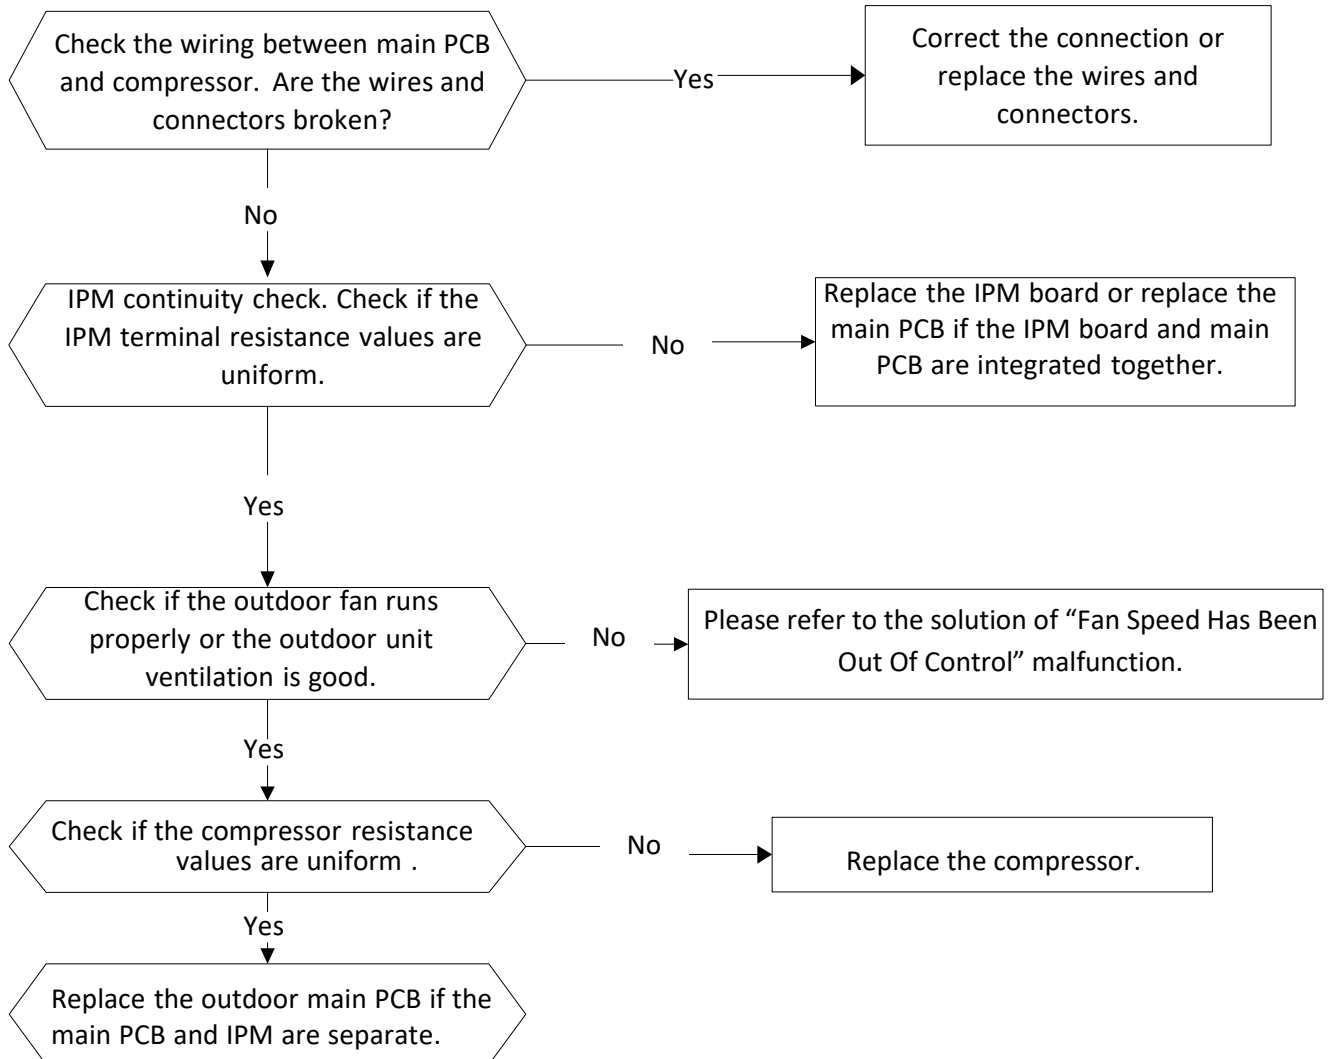 Check the wiring between main PCB
and compressor. Are the wires and
connectors broken?
Yes
Correct the connection or
replace the wires and
connectors.
No
IPM continuity check. Check if the
IPM terminal resistance values are
uniform.
No
Replace the IPM board or replace the
main PCB if the IPM board and main
PCB are integrated together.
Yes
Check if the outdoor fan runs
properly or the outdoor unit
ventilation is good.
No
Please refer to the solution of “Fan Speed Has Been
Out Of Control” malfunction.
Yes
Check if the compressor resistance
values are uniform .
No
Replace the compressor.
Yes
Replace the outdoor main PCB if the
main PCB and IPM are separate.